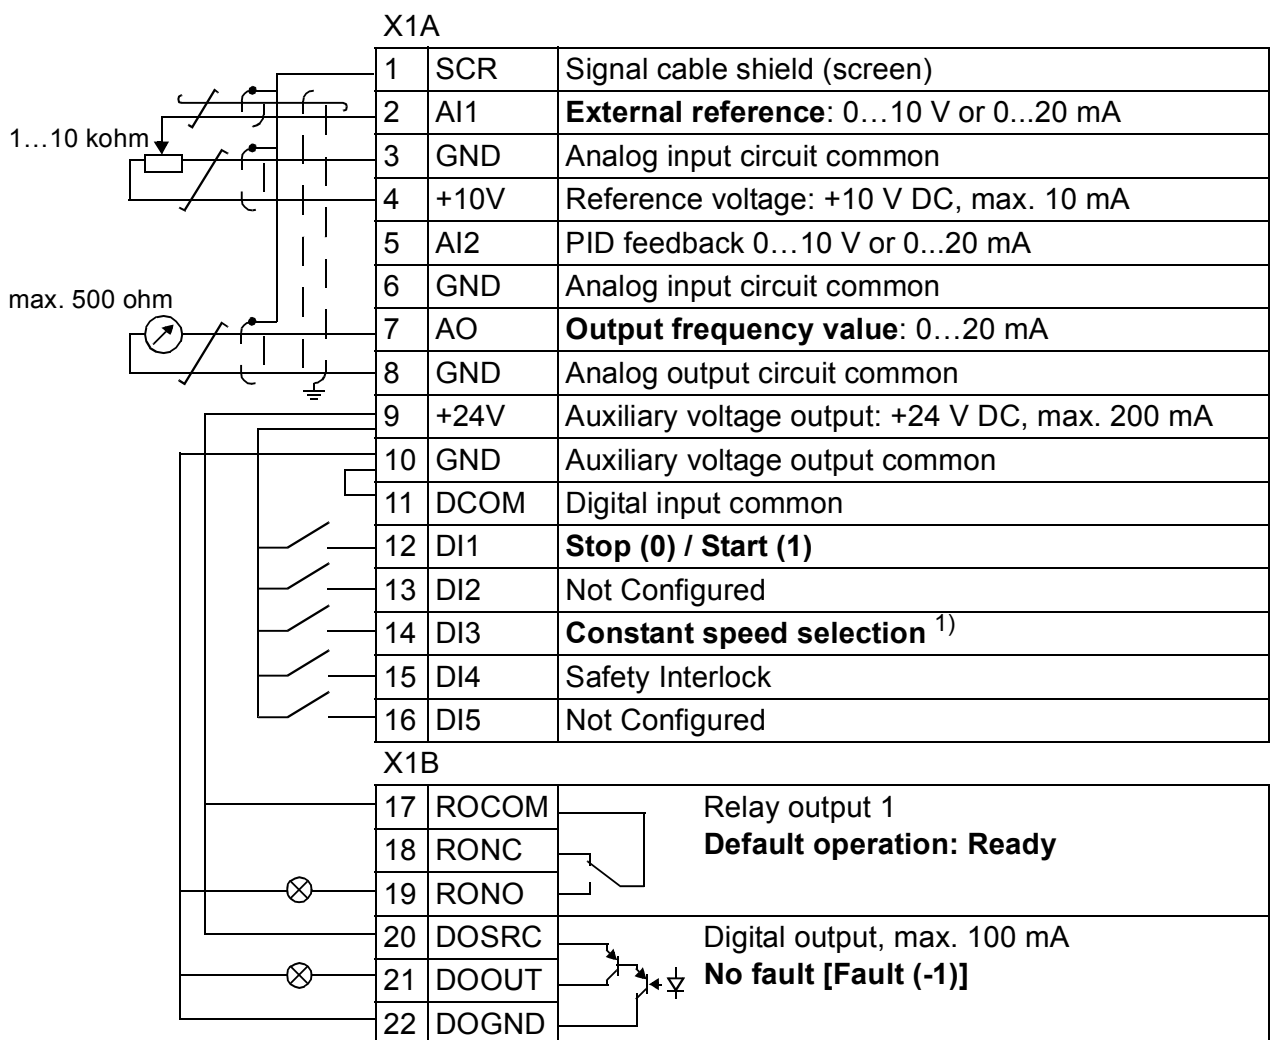 X1A
1 SCR Signal cable shield (screen)
2 AI1 External reference: 0…10 V or 0...20 mA
1…10 kohm
3 GND Analog input circuit common
4 +10V Reference voltage: +10 V DC, max. 10 mA
5 AI2 PID feedback 0…10 V or 0...20 mA
6 GND Analog input circuit common
max. 500 ohm
7 AO Output frequency value: 0…20 mA
8 GND Analog output circuit common
9 +24V Auxiliary voltage output: +24 V DC, max. 200 mA
10 GND Auxiliary voltage output common
11 DCOM Digital input common
12 DI1 Stop (0) / Start (1)
13 DI2 Not Configured
14 DI3 Constant speed selection 1)
15 DI4 Safety Interlock
16 DI5 Not Configured
X1B
17 ROCOM Relay output 1
18 RONC Default operation: Ready
19 RONO
20 DOSRC Digital output, max. 100 mA
21 DOOUT No fault [Fault (-1)]
22 DOGND